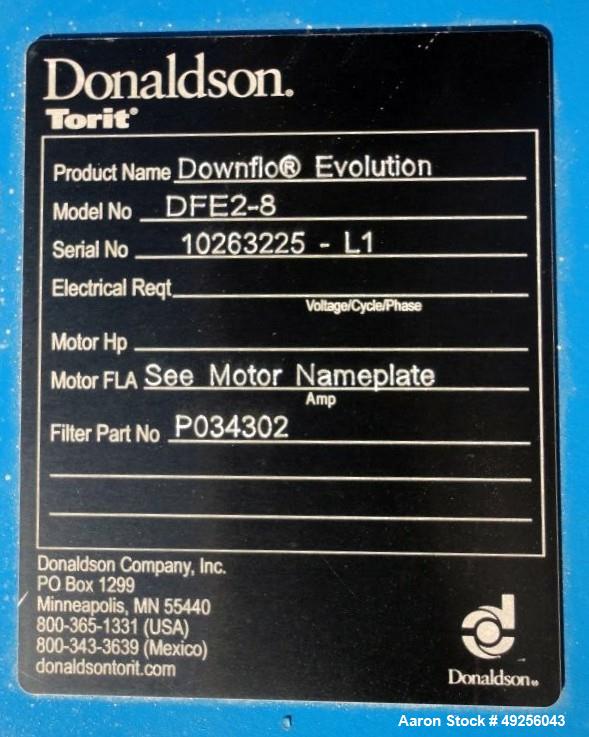 Donaldson.
Torit®
Product Name Downflo® Evolution
Model No DFE2-8
Serial No 10263225 - L1
Electrical Reqt
Voltage/Cycle/Phase
Motor Hp
Motor FLA See Motor Nameplate
Amp
Filter Part No P034302
Donaldson Company, Inc.
PO Box 1299
Minneapolis, MN 55440
800-365-1331 (USA)
800-343-3639 (Mexico)
donaldsontorit.com
Donaldson®
Aaron Stock # 49256043